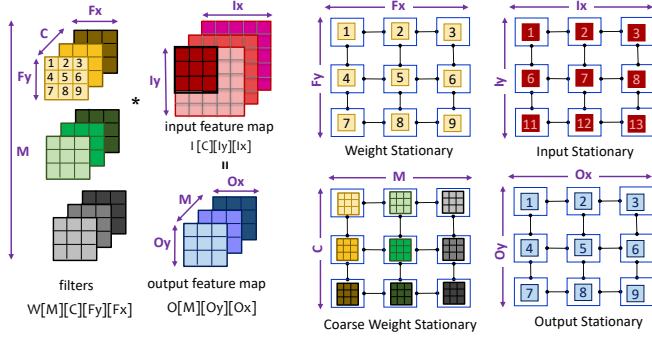 Fx
C
Fy
1 2 3
4 5 6
7 8 9
*
M
filters
W[M][C][Fy][Fx]
Ix
Iy
input feature map
I[C][Iy][Ix]
=
M
Ox
Oy
output feature map
O[M][Oy][Ox]
Fx
Fy
1 2 3
4 5 6
7 8 9
Weight Stationary
Ix
Iy
1 2 3
6 7 8
11 12 13
Input Stationary
M
C
Coarse Weight Stationary
Ox
Oy
1 2 3
4 5 6
7 8 9
Output Stationary